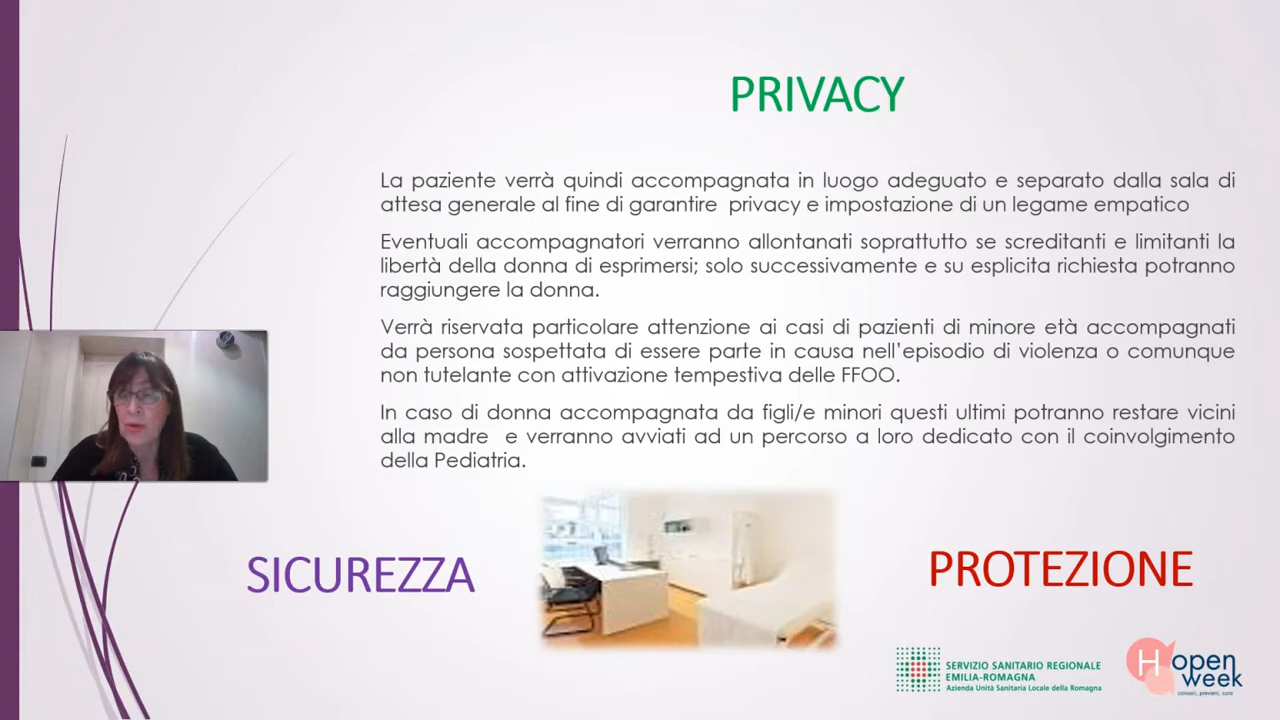 PRIVACY
La paziente verrà quindi accompagnata in luogo adeguato e separato dalla sala di
attesa generale al fine di garantire privacy e impostazione di un legame empatico
Eventuali accompagnatori verranno allontanati soprattutto se screditanti e limitanti la
libertà della donna di esprimersi; solo successivamente e su esplicita richiesta potranno
raggiungere la donna.
Verrà riservata particolare attenzione ai casi di pazienti di minore età accompagnati
da persona sospettata di essere parte in causa nell’episodio di violenza o comunque
non tutelante con attivazione tempestiva delle FFOO.
In caso di donna accompagnata da figli/e minori questi ultimi potranno restare vicini
alla madre e verranno avviati ad un percorso a loro dedicato con il coinvolgimento
della Pediatria.
SICUREZZA
PROTEZIONE
SERVIZIO SANITARIO REGIONALE
EMILIA-ROMAGNA
Azienda Unità Sanitaria Locale della Romagna
H open
week
conosci, previeni, cura